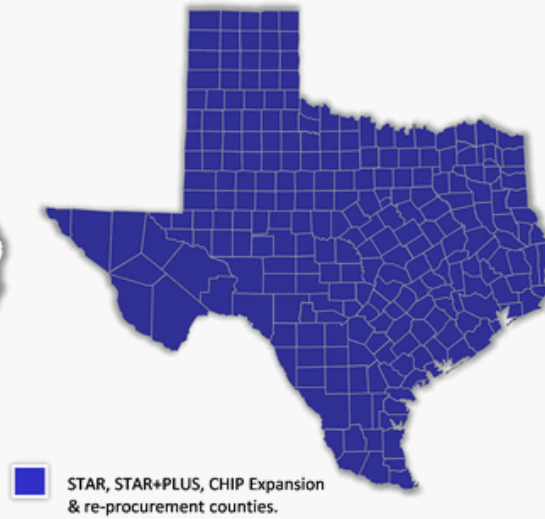 STAR, STAR+PLUS, CHIP Expansion
& re-procurement counties.